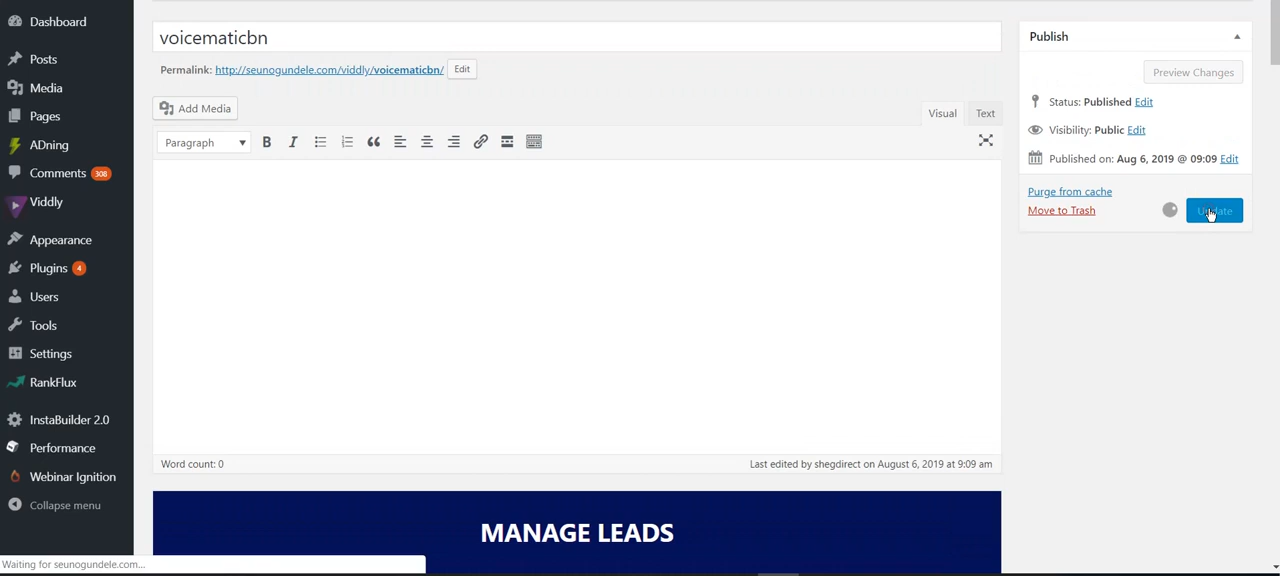 Dashboard
Posts
Media
Pages
ADning
Comments 308
Viddly
Appearance
Plugins 4
Users
Tools
Settings
RankFlux
InstaBuilder 2.0
Performance
Webinar Ignition
Collapse menu
voicematicbn
Permalink: http://seunogundele.com/viddly/voicematicbn/ Edit
Add Media
Visual Text
Paragraph B I
Word count: 0 Last edited by shegdirect on August 6, 2019 at 9:09 am
MANAGE LEADS
Publish
Preview Changes
Status: Published Edit
Visibility: Public Edit
Published on: Aug 6, 2019 @ 09:09 Edit
Purge from cache
Move to Trash Update
Waiting for seunogundele.com...